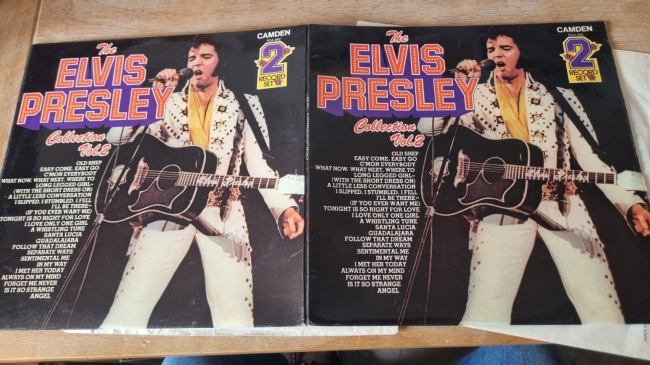 CAMDEN
The
ELVIS
PRESLEY
Collection
Vol.2
2
RECORD
SET
OLD SHEP
EASY COME, EASY GO
C'MON EVERYBODY
WHAT NOW, WHAT NEXT, WHERE TO
LONG LEGGED GIRL-
(WITH THE SHORT DRESS ON)
A LITTLE LESS CONVERSATION
I SLIPPED, I STUMBLED, I FELL
I'LL BE THERE-
(IF YOU EVER WANT ME)
TONIGHT IS SO RIGHT FOR LOVE
I LOVE ONLY ONE GIRL
A WHISTLING TUNE
SANTA LUCIA
GUADALAJARA
FOLLOW THAT DREAM
SEPARATE WAYS
SENTIMENTAL ME
IN MY WAY
I MET HER TODAY
ALWAYS ON MY MIND
FORGET ME NEVER
IS IT SO STRANGE
ANGEL
CAMDEN
The
ELVIS
PRESLEY
Collection
Vol.2
2
RECORD
SET
OLD SHEP
EASY COME, EASY GO
C'MON EVERYBODY
WHAT NOW, WHAT NEXT, WHERE TO
LONG LEGGED GIRL-
(WITH THE SHORT DRESS ON)
A LITTLE LESS CONVERSATION
I SLIPPED, I STUMBLED, I FELL
I'LL BE THERE-
(IF YOU EVER WANT ME)
TONIGHT IS SO RIGHT FOR LOVE
I LOVE ONLY ONE GIRL
A WHISTLING TUNE
SANTA LUCIA
GUADALAJARA
FOLLOW THAT DREAM
SEPARATE WAYS
SENTIMENTAL ME
IN MY WAY
I MET HER TODAY
ALWAYS ON MY MIND
FORGET ME NEVER
IS IT SO STRANGE
ANGEL